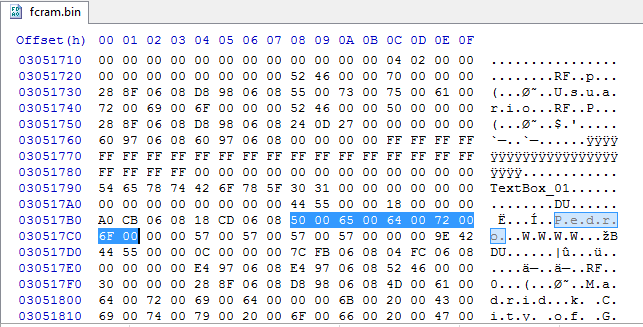 fcram.bin
Offset(h) 00 01 02 03 04 05 06 07 08 09 0A 0B 0C 0D 0E 0F
03051710 00 00 00 00 00 00 00 00 00 00 00 00 04 02 00 00 ................
03051720 00 00 00 00 00 00 00 00 52 46 00 00 70 00 00 00 ........RF..p...
03051730 28 8F 06 08 D8 98 06 08 55 00 73 00 75 00 61 00 (...Ø˜..U.s.u.a.
03051740 72 00 69 00 6F 00 00 00 52 46 00 00 50 00 00 00 r.i.o...RF..P...
03051750 28 8F 06 08 D8 98 06 08 24 0D 27 00 00 00 00 00 (...Ø˜..$.'.....
03051760 60 97 06 08 60 97 06 08 00 00 00 00 FF FF FF FF `—..`—......ÿÿÿÿ
03051770 FF FF FF FF FF FF FF FF FF FF FF FF FF FF FF FF ÿÿÿÿÿÿÿÿÿÿÿÿÿÿÿÿ
03051780 FF FF FF FF 00 00 00 00 00 00 00 00 00 00 00 00 ÿÿÿÿ............
03051790 54 65 78 74 42 6F 78 5F 30 31 00 00 00 00 00 00 TextBox_01......
030517A0 00 00 00 00 00 00 00 00 44 55 00 00 18 00 00 00 ........DU......
030517B0 A0 CB 06 08 18 CD 06 08 50 00 65 00 64 00 72 00  Ë...Í..P.e.d.r.
030517C0 6F 00 00 00 57 00 57 00 57 00 57 00 00 00 9E 42 o...W.W.W.W...žB
030517D0 44 55 00 00 0C 00 00 00 7C FB 06 08 04 FC 06 08 DU......|û...ü..
030517E0 00 00 00 00 E4 97 06 08 E4 97 06 08 52 46 00 00 ....ä—..ä—..RF..
030517F0 30 00 00 00 28 8F 06 08 D8 98 06 08 4D 00 61 00 0...(...Ø˜..M.a.
03051800 64 00 72 00 69 00 64 00 00 00 6B 00 20 00 43 00 d.r.i.d...k. .C.
03051810 69 00 74 00 79 00 20 00 6F 00 66 00 20 00 47 00 i.t.y. .o.f. .G.